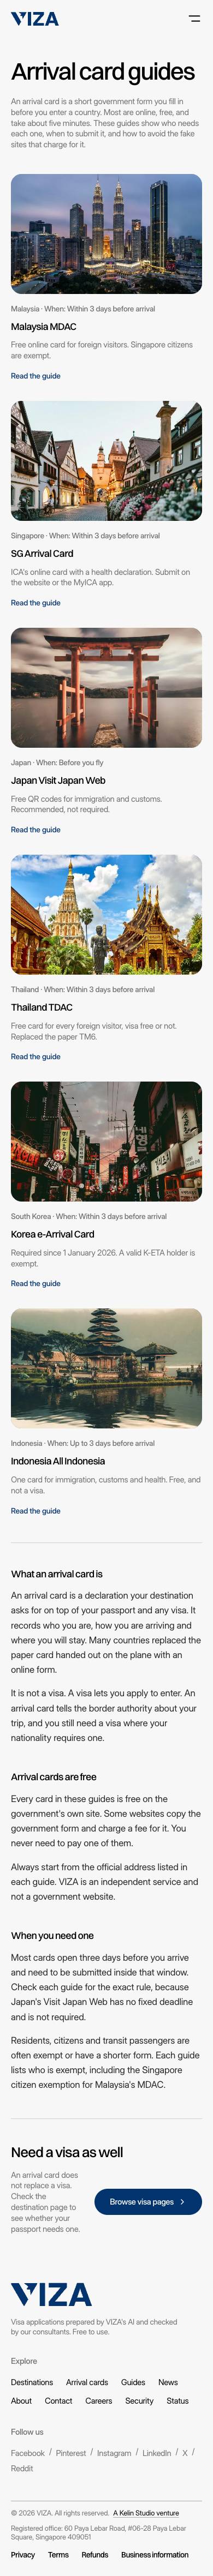 VIZA
Arrival card guides
An arrival card is a short government form you fill in
before you enter a country. Most are online, free, and
take about five minutes. These guides show who needs
each one, when to submit it, and how to avoid the fake
sites that charge for it.
Malaysia · When: Within 3 days before arrival
Malaysia MDAC
Free online card for foreign visitors. Singapore citizens
are exempt.
Read the guide
Singapore · When: Within 3 days before arrival
SG Arrival Card
ICA's online card with a health declaration. Submit on
the website or the MyICA app.
Read the guide
Japan · When: Before you fly
Japan Visit Japan Web
Free QR codes for immigration and customs.
Recommended, not required.
Read the guide
Thailand · When: Within 3 days before arrival
Thailand TDAC
Free card for every foreign visitor, visa free or not.
Replaced the paper TM6.
Read the guide
South Korea · When: Within 3 days before arrival
Korea e-Arrival Card
Required since 1 January 2026. A valid K-ETA holder is
exempt.
Read the guide
Indonesia · When: Up to 3 days before arrival
Indonesia All Indonesia
One card for immigration, customs and health. Free, and
not a visa.
Read the guide
What an arrival card is
An arrival card is a declaration your destination
asks for on top of your passport and any visa. It
records who you are, how you are arriving and
where you will stay. Many countries replaced the
paper card handed out on the plane with an
online form.
It is not a visa. A visa lets you apply to enter. An
arrival card tells the border authority about your
trip, and you still need a visa where your
nationality requires one.
Arrival cards are free
Every card in these guides is free on the
government's own site. Some websites copy the
government form and charge a fee for it. You
never need to pay one of them.
Always start from the official address listed in
each guide. VIZA is an independent service and
not a government website.
When you need one
Most cards open three days before you arrive
and need to be submitted inside that window.
Check each guide for the exact rule, because
Japan's Visit Japan Web has no fixed deadline
and is not required.
Residents, citizens and transit passengers are
often exempt or have a shorter form. Each guide
lists who is exempt, including the Singapore
citizen exemption for Malaysia's MDAC.
Need a visa as well
An arrival card does
not replace a visa.
Check the
destination page to
see whether your
passport needs one.
Browse visa pages
VIZA
Visa applications prepared by VIZA's AI and checked
by our consultants. Free to use.
Explore
Destinations Arrival cards Guides News
About Contact Careers Security Status
Follow us
Facebook / Pinterest / Instagram / LinkedIn / X /
Reddit
© 2026 VIZA. All rights reserved. A Kelin Studio venture
Registered office: 60 Paya Lebar Road, #06-28 Paya Lebar
Square, Singapore 409051
Privacy Terms Refunds Business information